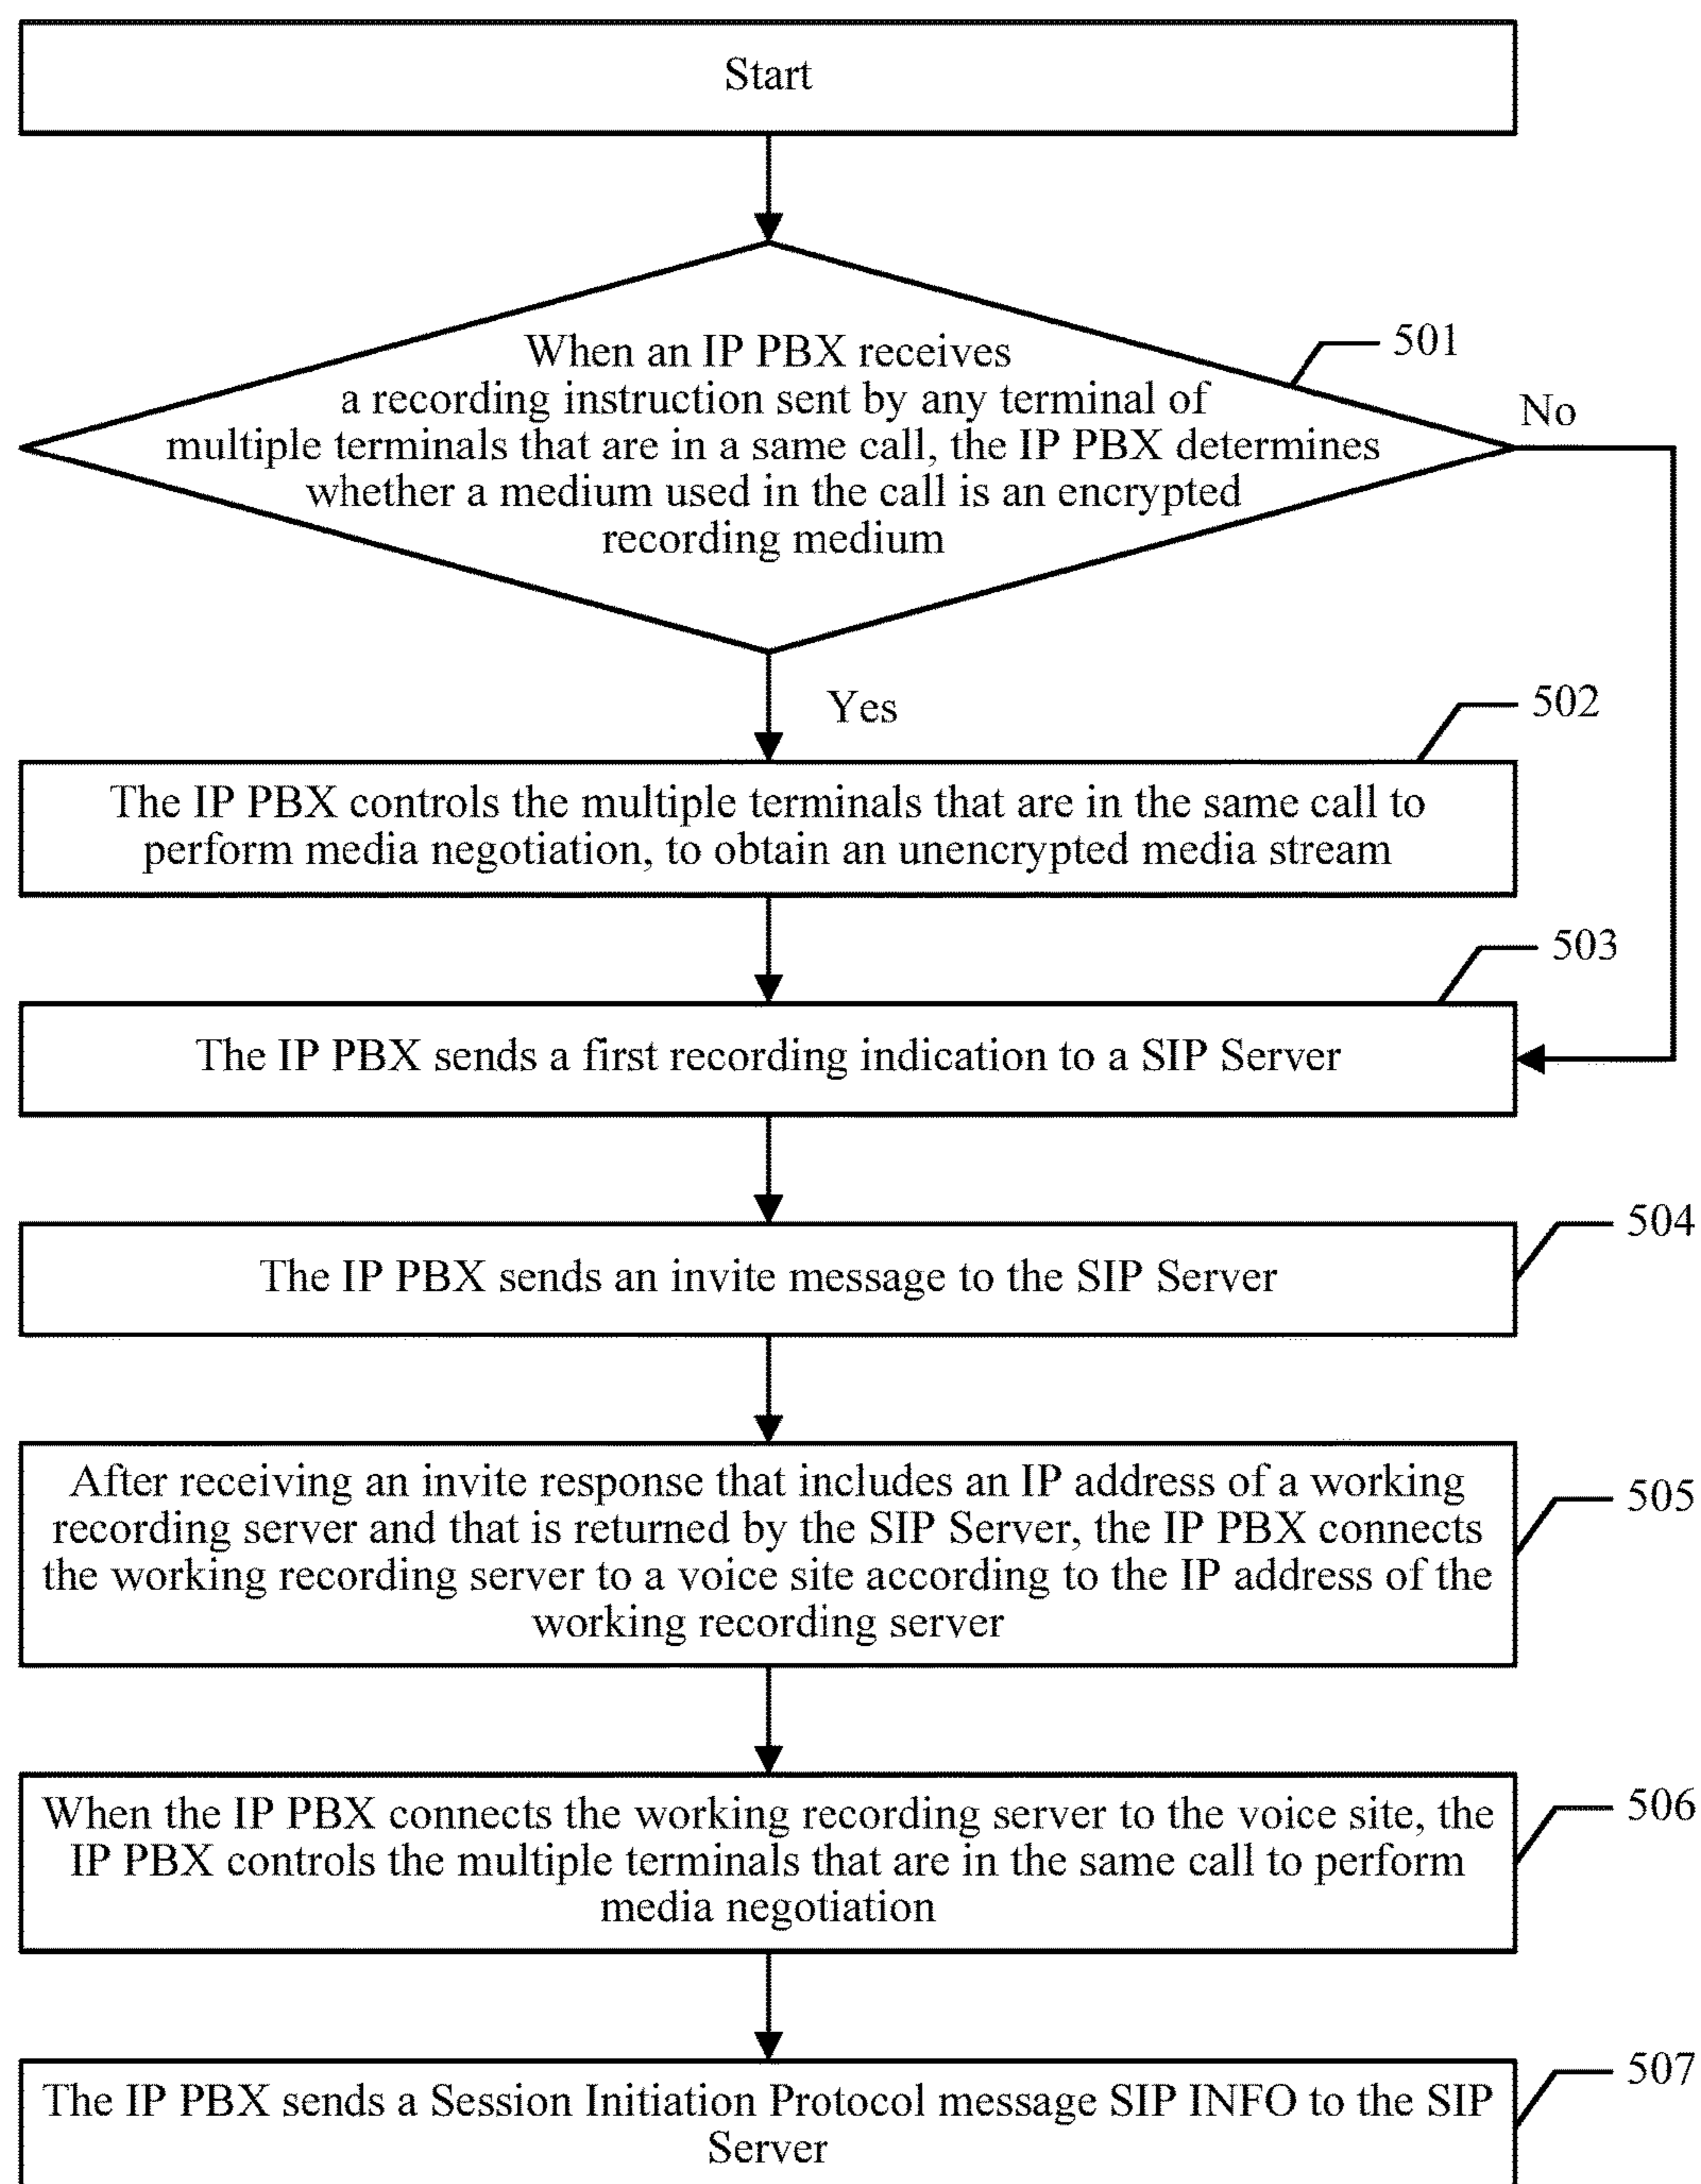 Start
When an IP PBX receives
a recording instruction sent by any terminal of
multiple terminals that are in a same call, the IP PBX determines
whether a medium used in the call is an encrypted
recording medium
501
No
Yes
502
The IP PBX controls the multiple terminals that are in the same call to
perform media negotiation, to obtain an unencrypted media stream
503
The IP PBX sends a first recording indication to a SIP Server
504
The IP PBX sends an invite message to the SIP Server
After receiving an invite response that includes an IP address of a working
recording server and that is returned by the SIP Server, the IP PBX connects
the working recording server to a voice site according to the IP address of the
working recording server
505
When the IP PBX connects the working recording server to the voice site, the
IP PBX controls the multiple terminals that are in the same call to perform
media negotiation
506
The IP PBX sends a Session Initiation Protocol message SIP INFO to the SIP
Server
507